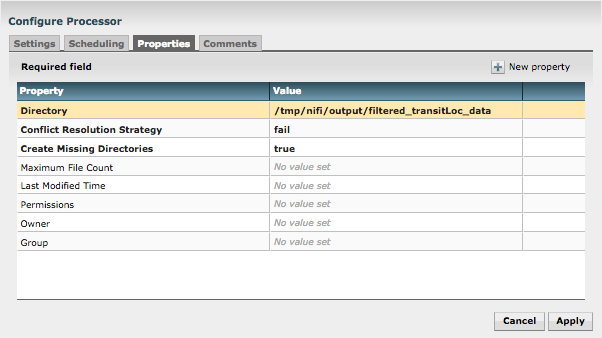 Configure Processor
Settings Scheduling Properties Comments
Required field New property
Property Value
Directory /tmp/nifi/output/filtered_transitLoc_data
Conflict Resolution Strategy fail
Create Missing Directories true
Maximum File Count No value set
Last Modified Time No value set
Permissions No value set
Owner No value set
Group No value set
Cancel Apply